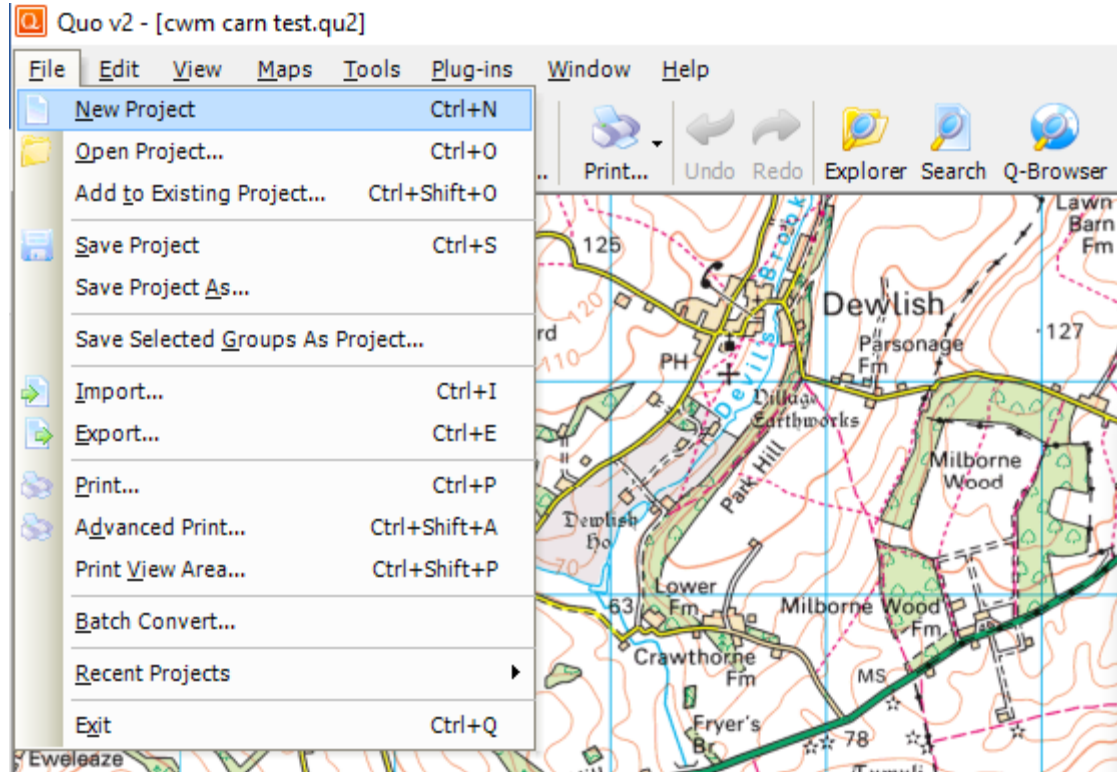 Quo v2 - [cwm carn test.qu2]
File Edit View Maps Tools Plug-ins Window Help
New Project Ctrl+N
Open Project... Ctrl+O
Add to Existing Project... Ctrl+Shift+O
Save Project Ctrl+S
Save Project As...
Save Selected Groups As Project...
Import... Ctrl+I
Export... Ctrl+E
Print... Ctrl+P
Advanced Print... Ctrl+Shift+A
Print View Area... Ctrl+Shift+P
Batch Convert...
Recent Projects
Exit Ctrl+Q
.. Print... Undo Redo Explorer Search Q-Browser
Lawn
Barn
Fm
125
Devil's Brook
120
Dewlish
127
Parsonage
Fm
rd
110
PH
Village
Earthworks
Park Hill
Milborne
Wood
Dewlish
Ho
70
Lower
Fm
63
Milborne Wood
Fm
Crawthorne
Fm
MS
Fryer's
Br
78
Eweleaze
Tumuli